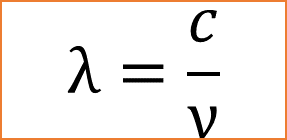 λ = c/ν